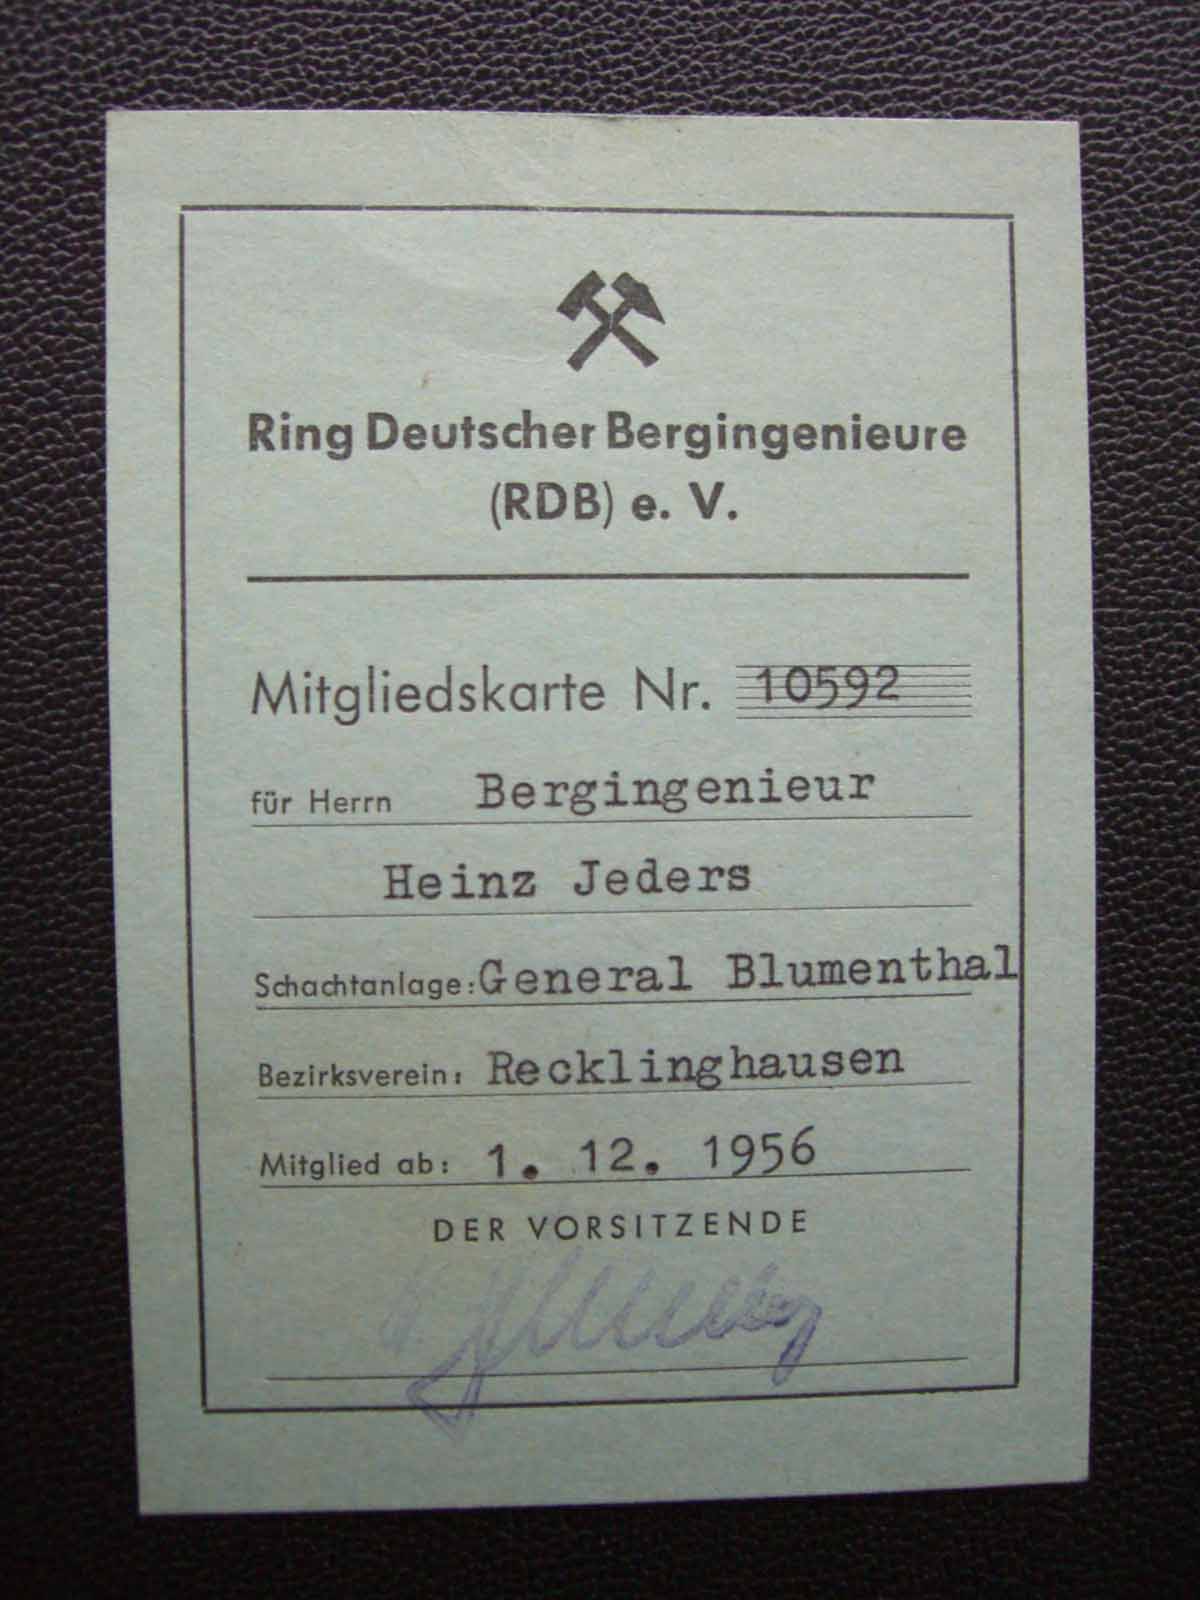 Ring Deutscher Bergingenieure
(RDB) e. V.
Mitgliedskarte Nr. 10592
für Herrn Bergingenieur
Heinz Jeders
Schachtanlage: General Blumenthal
Bezirksverein: Recklinghausen
Mitglied ab: 1. 12. 1956
DER VORSITZENDE